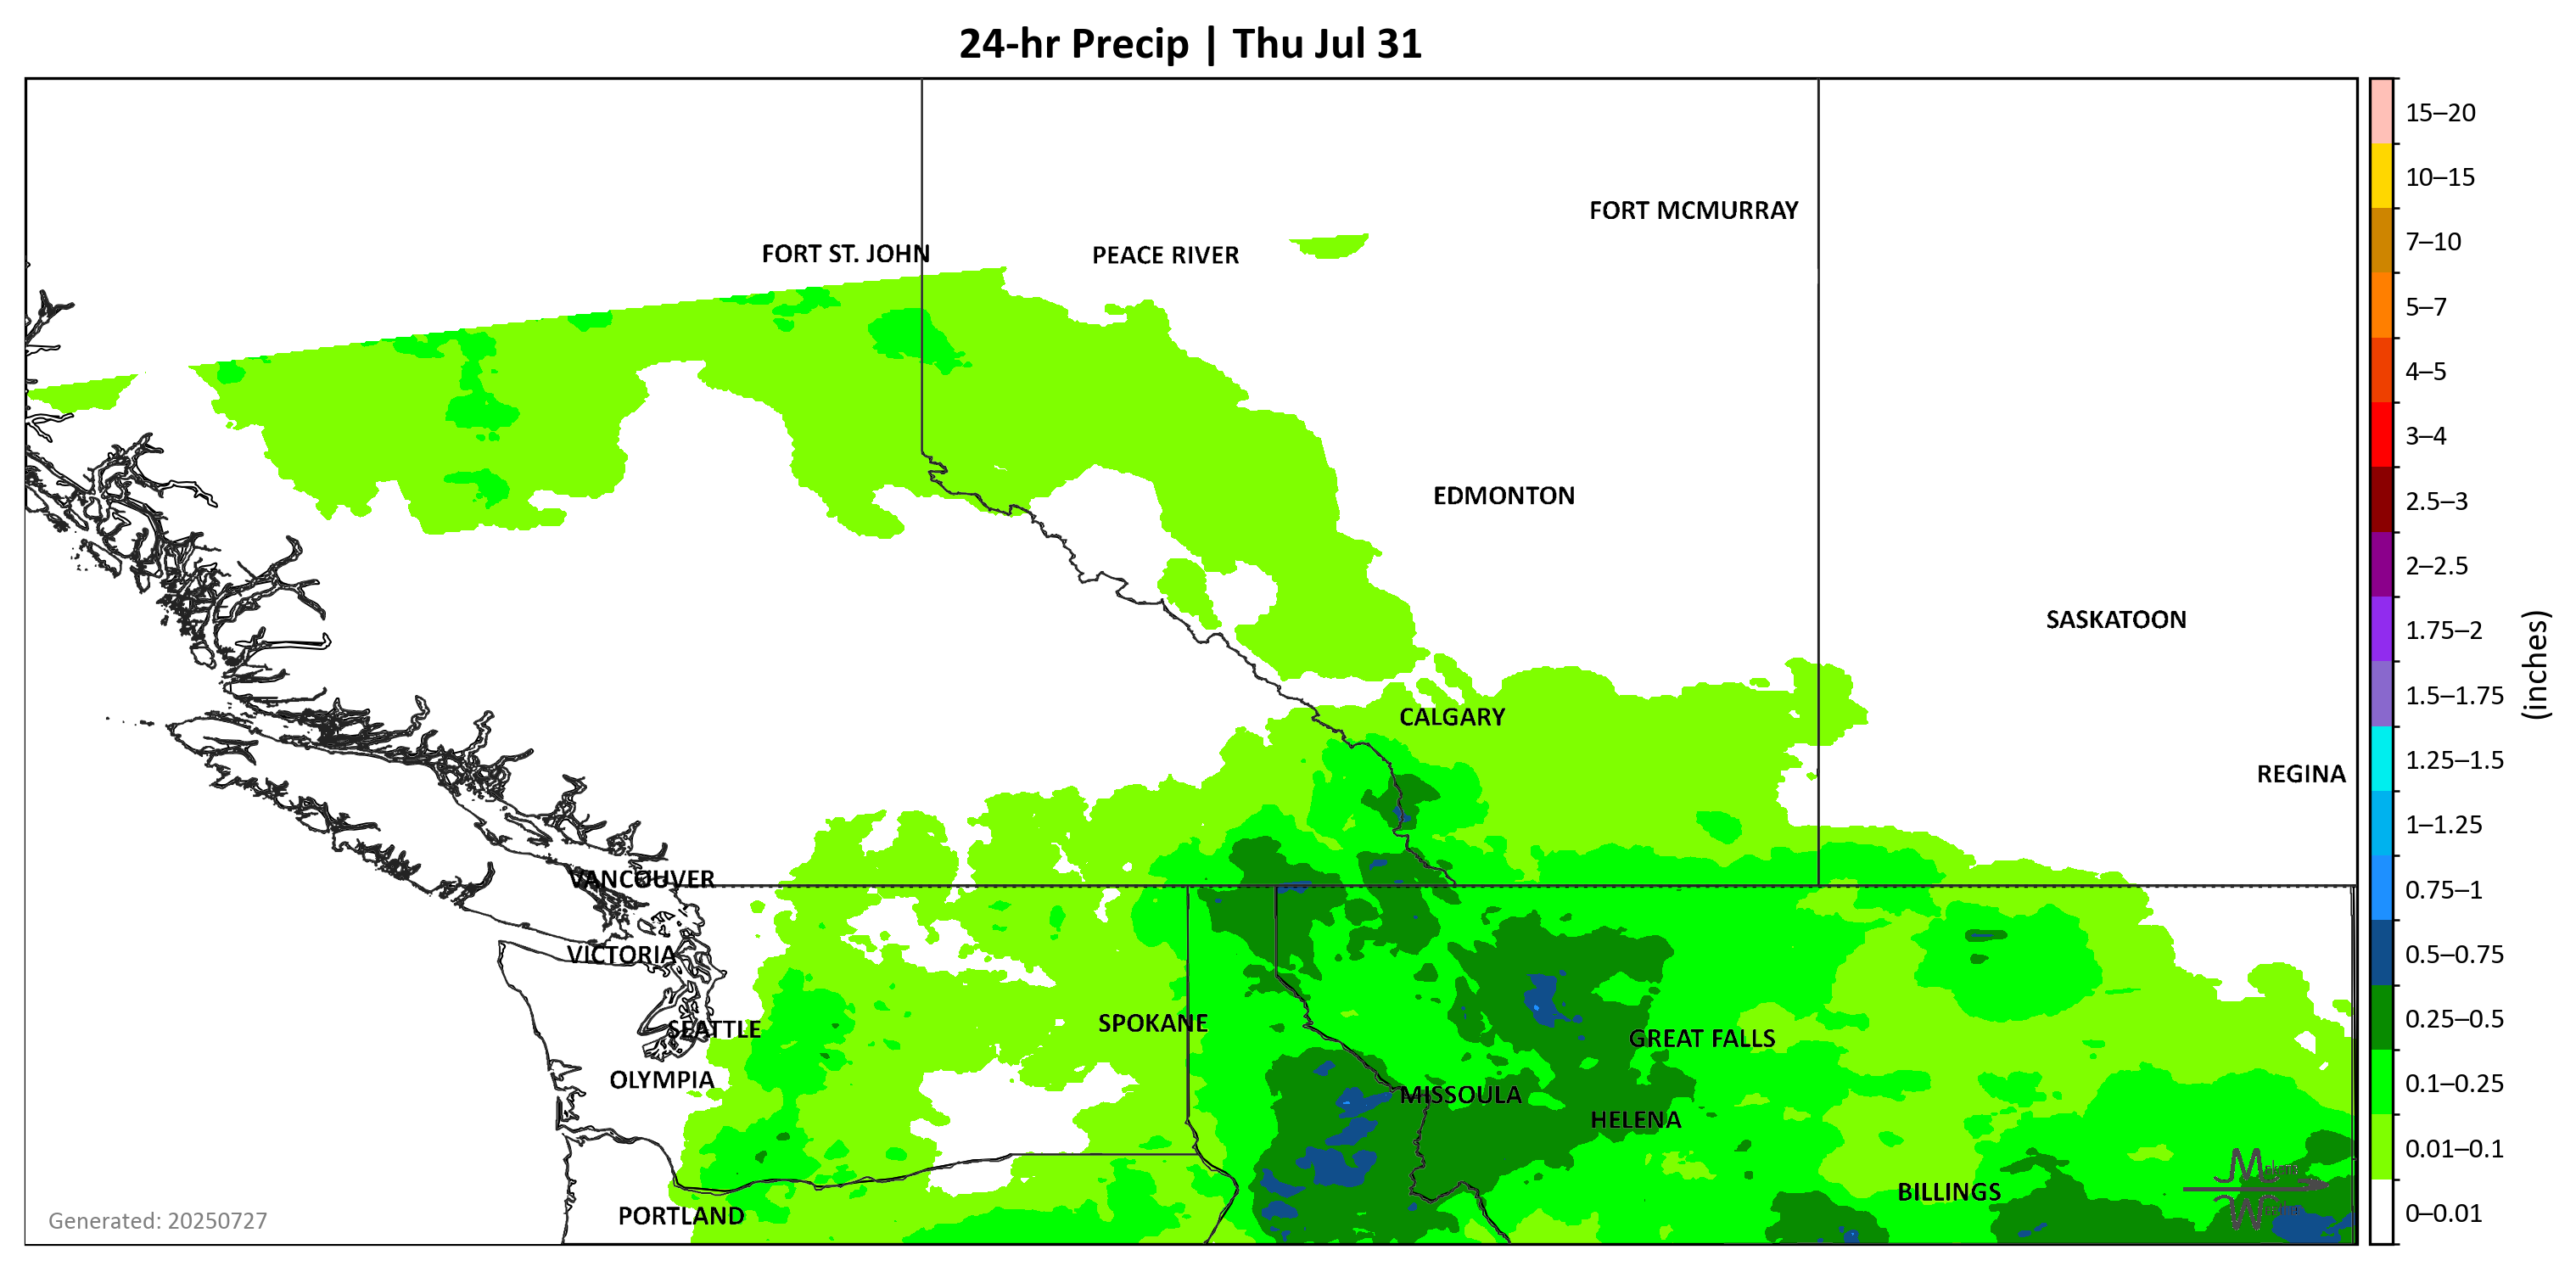 24-hr Precip | Thu Jul 31
FORT MCMURRAY
FORT ST. JOHN
PEACE RIVER
EDMONTON
SASKATOON
CALGARY
REGINA
VANCOUVER
VICTORIA
SPOKANE
SEATTLE
GREAT FALLS
OLYMPIA
MISSOULA
HELENA
BILLINGS
PORTLAND
Generated: 20250727
15–20
10–15
7–10
5–7
4–5
3–4
2.5–3
2–2.5
1.75–2
1.5–1.75
1.25–1.5
1–1.25
0.75–1
0.5–0.75
0.25–0.5
0.1–0.25
0.01–0.1
0–0.01
(inches)